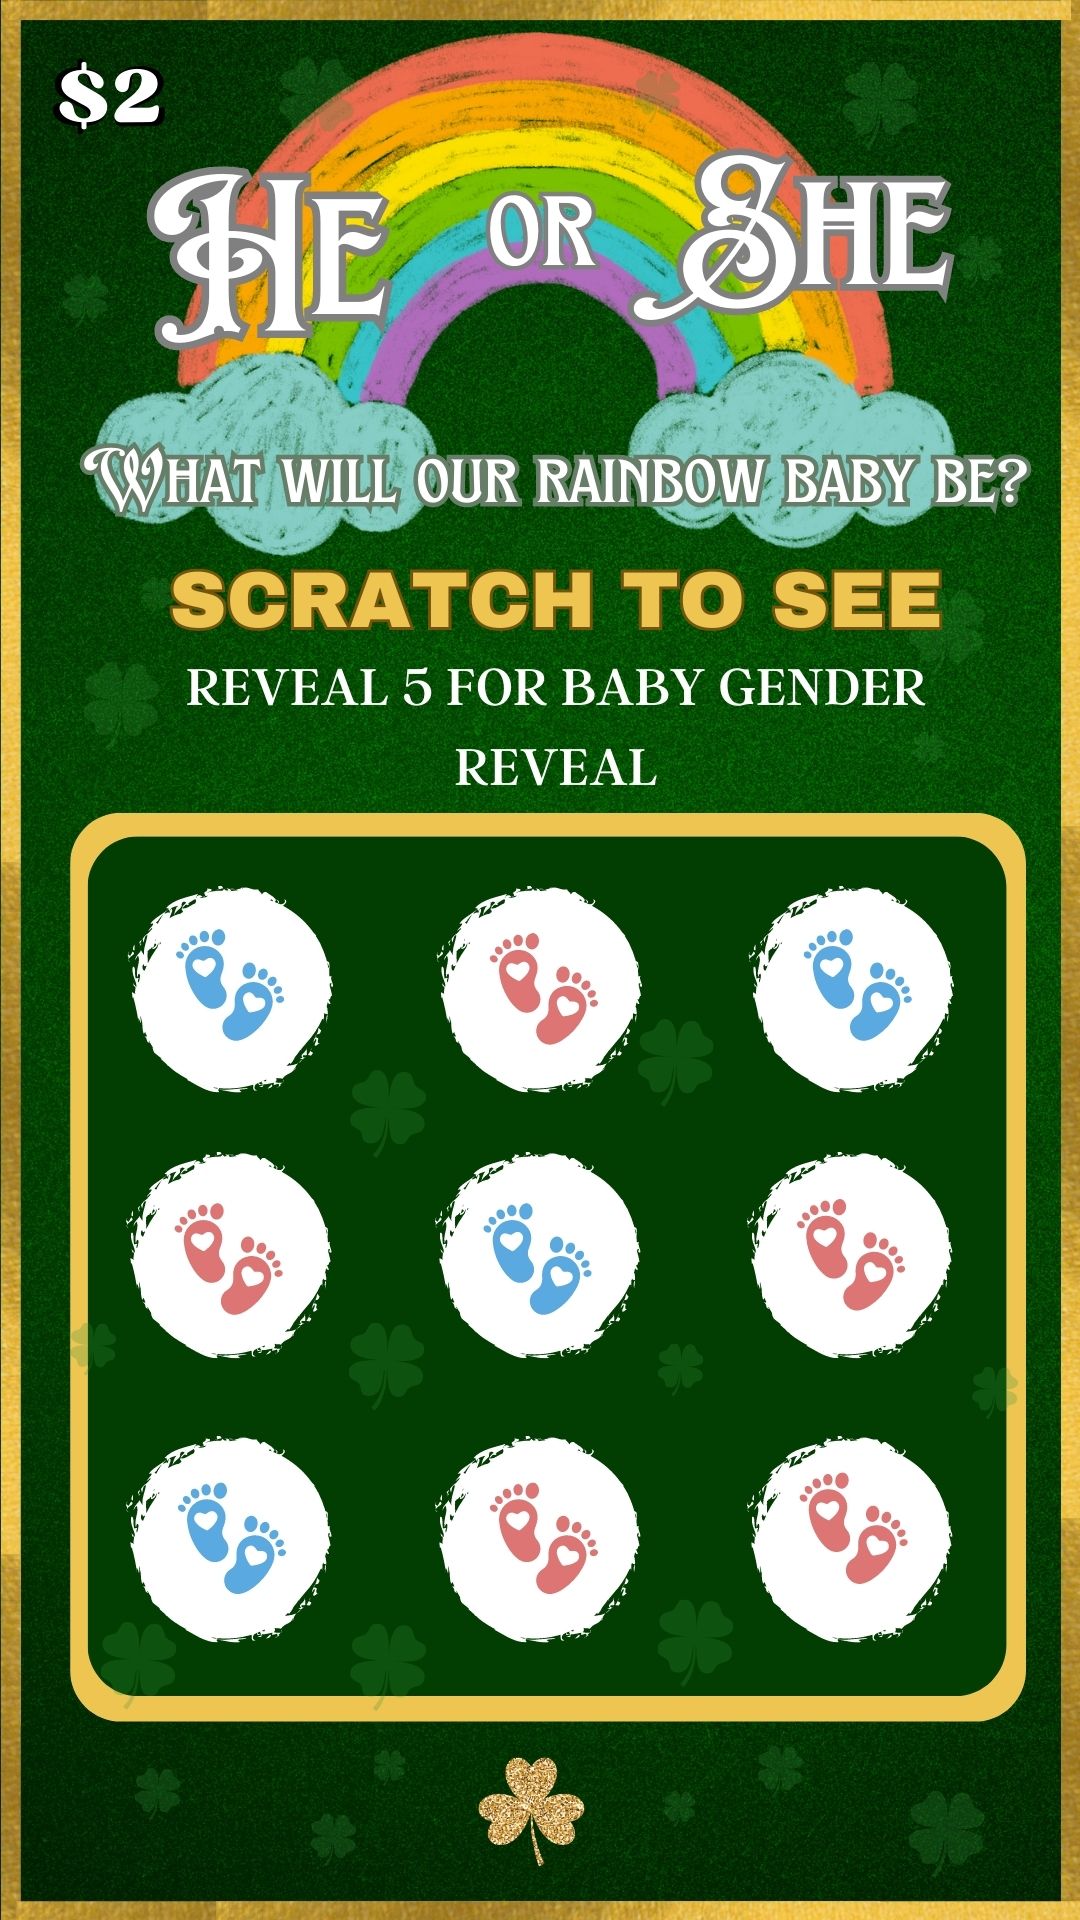 $2
He or She
What will our rainbow baby be?
SCRATCH TO SEE
REVEAL 5 FOR BABY GENDER
REVEAL